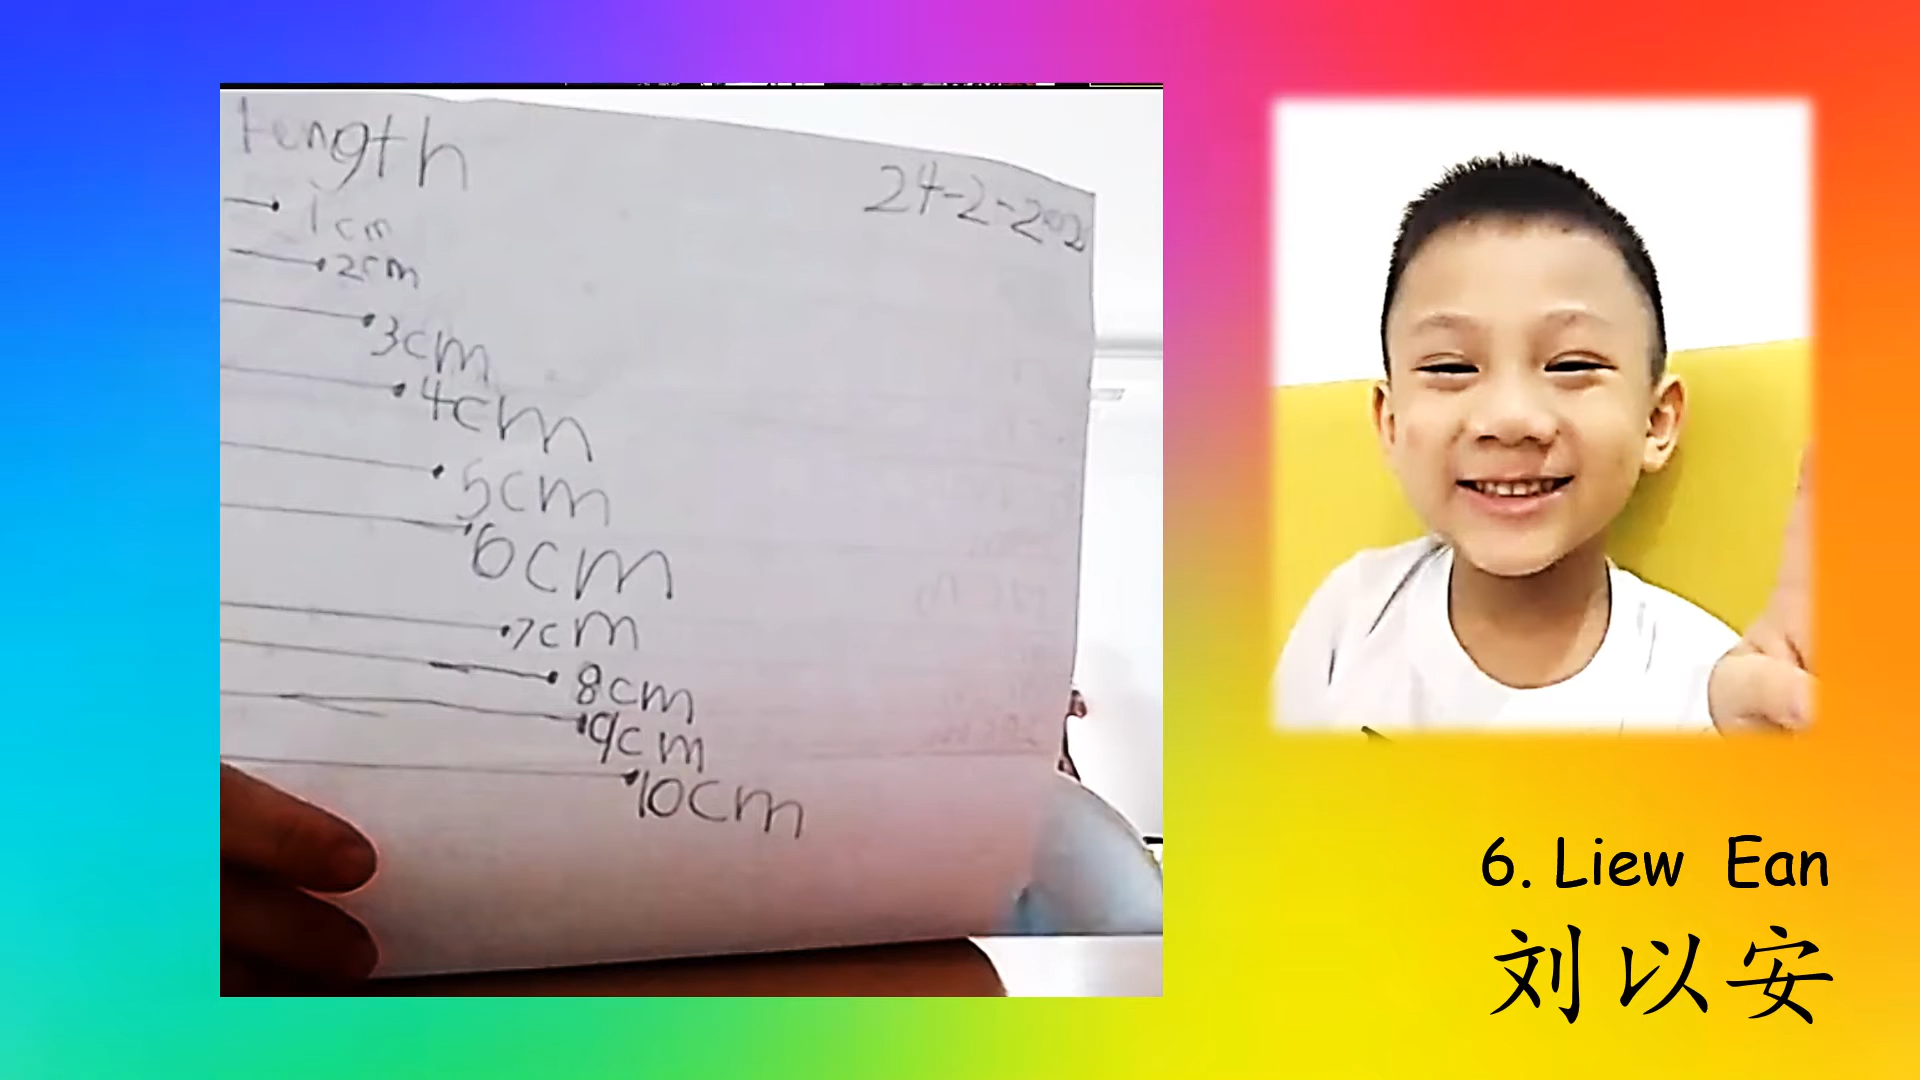 Length
24-2-202
1cm
2cm
3cm
4cm
5cm
6cm
7cm
8cm
9cm
10cm
6. Liew Ean
刘以安